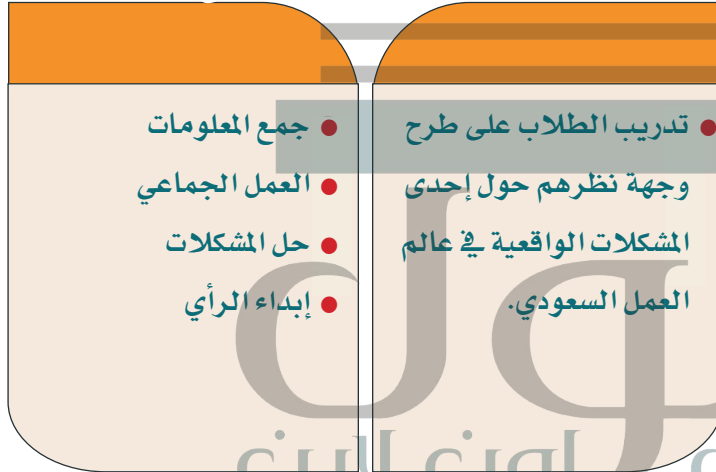 ● تدريب الطلاب على طرح
وجهة نظرهم حول إحدى
المشكلات الواقعية في عالم
العمل السعودي.
● جمع المعلومات
● العمل الجماعي
● حل المشكلات
● إبداء الرأي